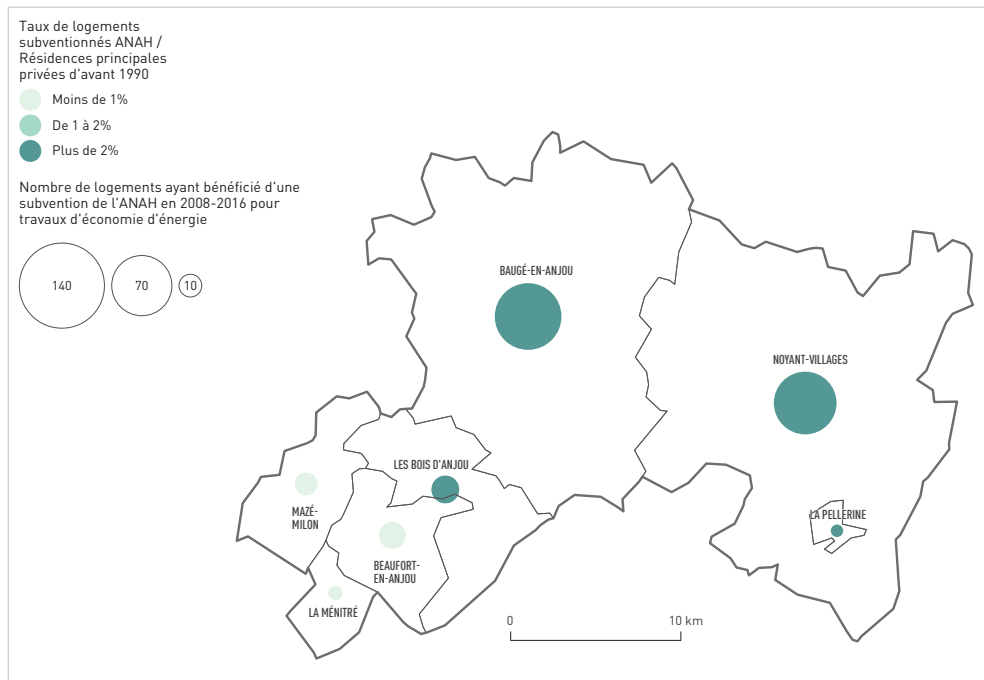 Taux de logements
subventionnés ANAH /
Résidences principales
privées d'avant 1990
Moins de 1%
De 1 à 2%
Plus de 2%
Nombre de logements ayant bénéficié d'une
subvention de l'ANAH en 2008-2016 pour
travaux d'économie d'énergie
140
70
10
BAUGÉ-EN-ANJOU
NOYANT-VILLAGES
LES BOIS D'ANJOU
MAZÉ-
MILON
LA PELLERINE
BEAUFORT-
EN-ANJOU
LA MÉNITRÉ
0
10 km